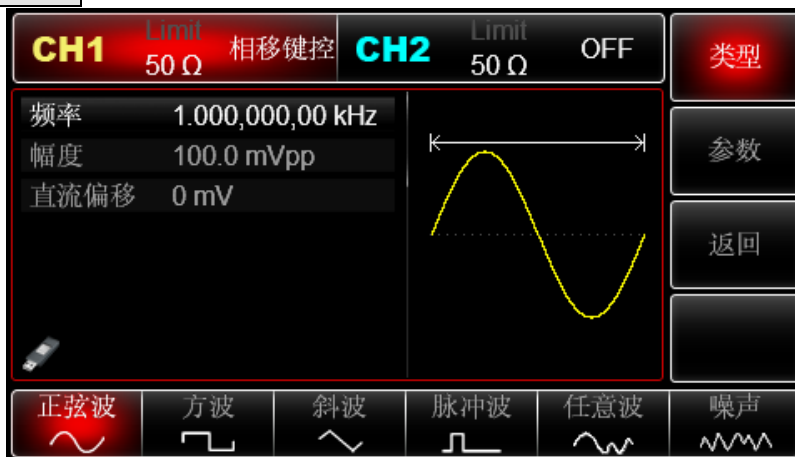 CH1 Limit 50 Ω 相移键控 CH2 Limit 50 Ω OFF
类型
频率 1.000,000,00 kHz
幅度 100.0 mVpp
参数
直流偏移 0 mV
返回
正弦波 方波 斜波 脉冲波 任意波 噪声